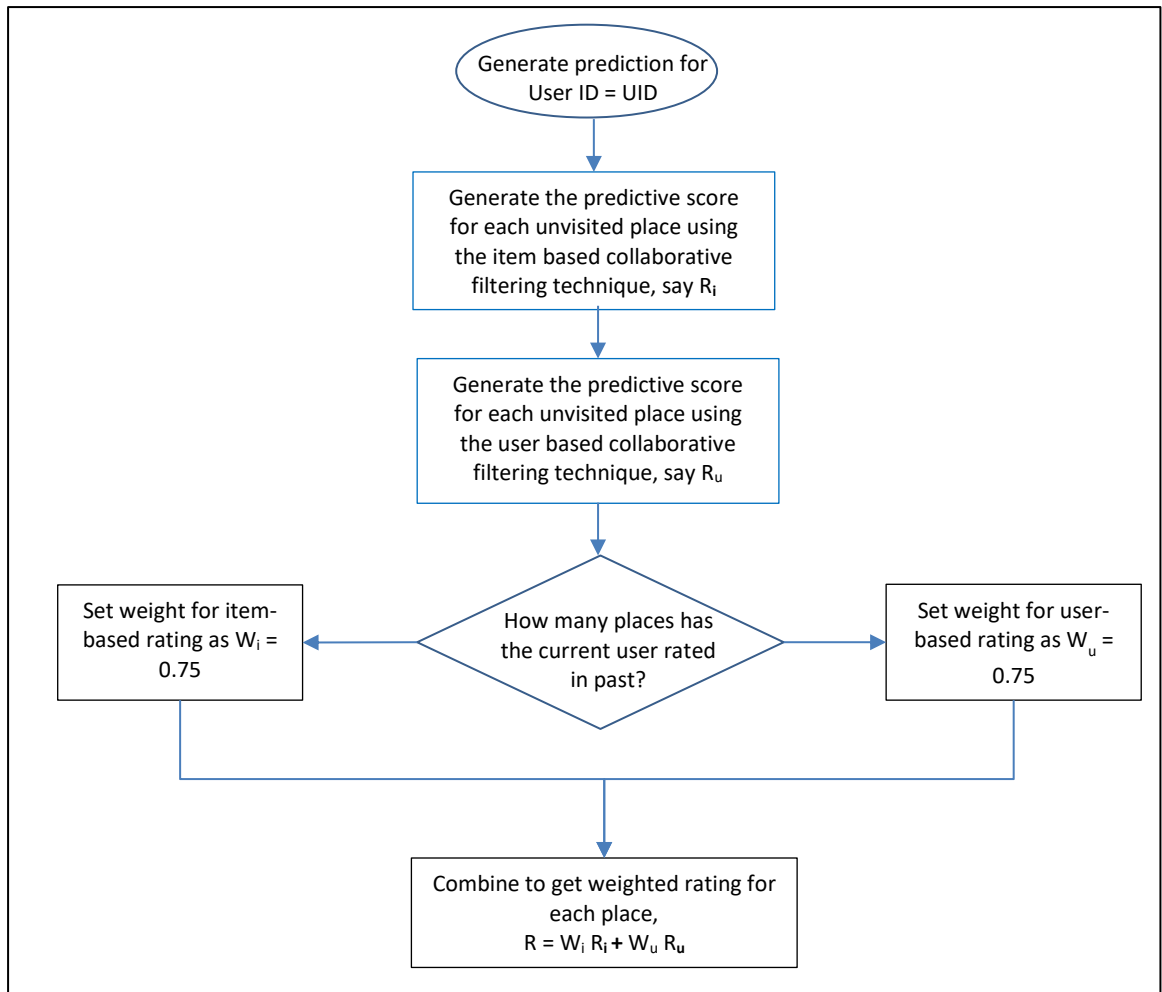 Generate prediction for
User ID = UID
Generate the predictive score
for each unvisited place using
the item based collaborative
filtering technique, say Ri
Generate the predictive score
for each unvisited place using
the user based collaborative
filtering technique, say Ru
Set weight for item-
based rating as Wi =
0.75
How many places has
the current user rated
in past?
Set weight for user-
based rating as Wu =
0.75
Combine to get weighted rating for
each place,
R = Wi Ri + Wu Ru